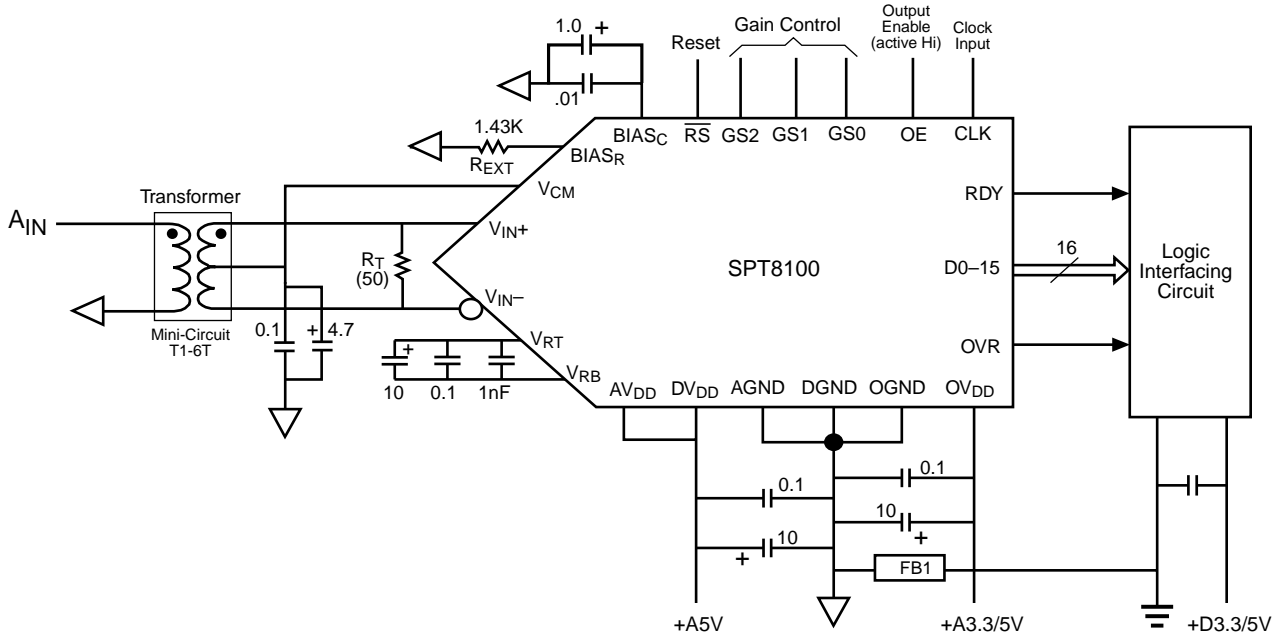 Output
Enable
(active Hi)
Clock
Input
Gain Control
Reset
1.0 +
.01
BIASC
RS
GS2
GS1
GS0
OE
CLK
1.43K
REXT
BIASR
VCM
Transformer
AIN
VIN+
RT
(50)
VIN–
RDY
SPT8100
16
D0–15
Logic
Interfacing
Circuit
OVR
Mini-Circuit
T1-6T
0.1
+ 4.7
VRT
VRB
+
10
0.1
1nF
AVDD
DVDD
AGND
DGND
OGND
OVDD
0.1
0.1
10
+
10
+
FB1
+A5V
+A3.3/5V
+D3.3/5V